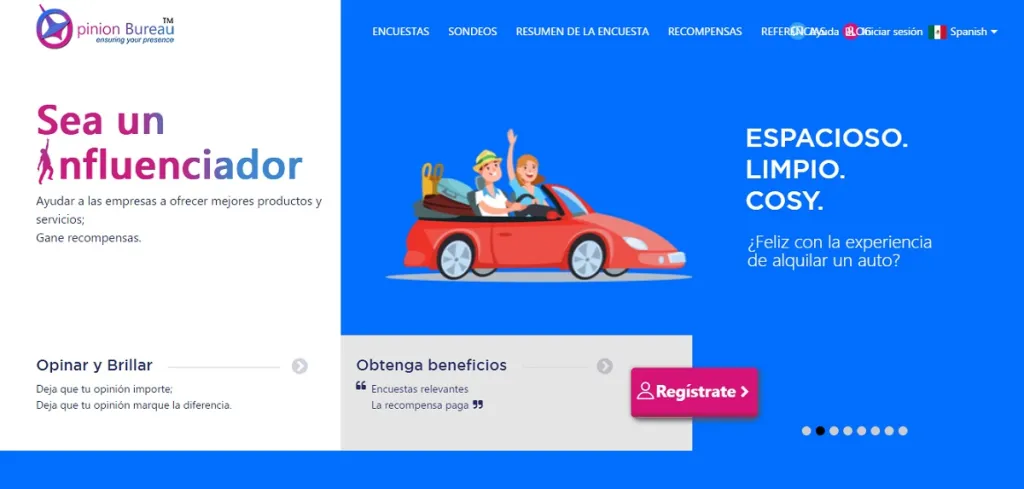 Opinion Bureau™
ensuring your presence
ENCUESTAS SONDEOS RESUMEN DE LA ENCUESTA RECOMPENSAS REFERENCIAS Ayuda Iniciar sesión Spanish
Sea un
influenciador
Ayudar a las empresas a ofrecer mejores productos y
servicios;
Gane recompensas.
ESPACIOSO.
LIMPIO.
COSY.
¿Feliz con la experiencia
de alquilar un auto?
Opinar y Brillar
Deja que tu opinión importe;
Deja que tu opinión marque la diferencia.
Obtenga beneficios
❝ Encuestas relevantes
La recompensa paga ❞
Regístrate